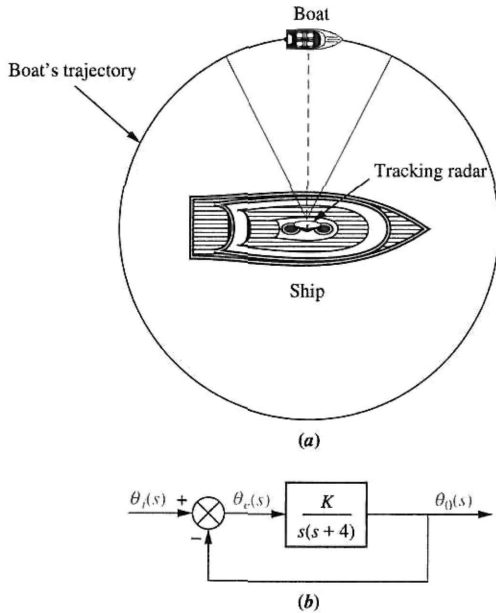 Boat
Boat's trajectory
Tracking radar
Ship
(a)
θi(s) + θe(s) K θ0(s)
s(s + 4)
−
(b)